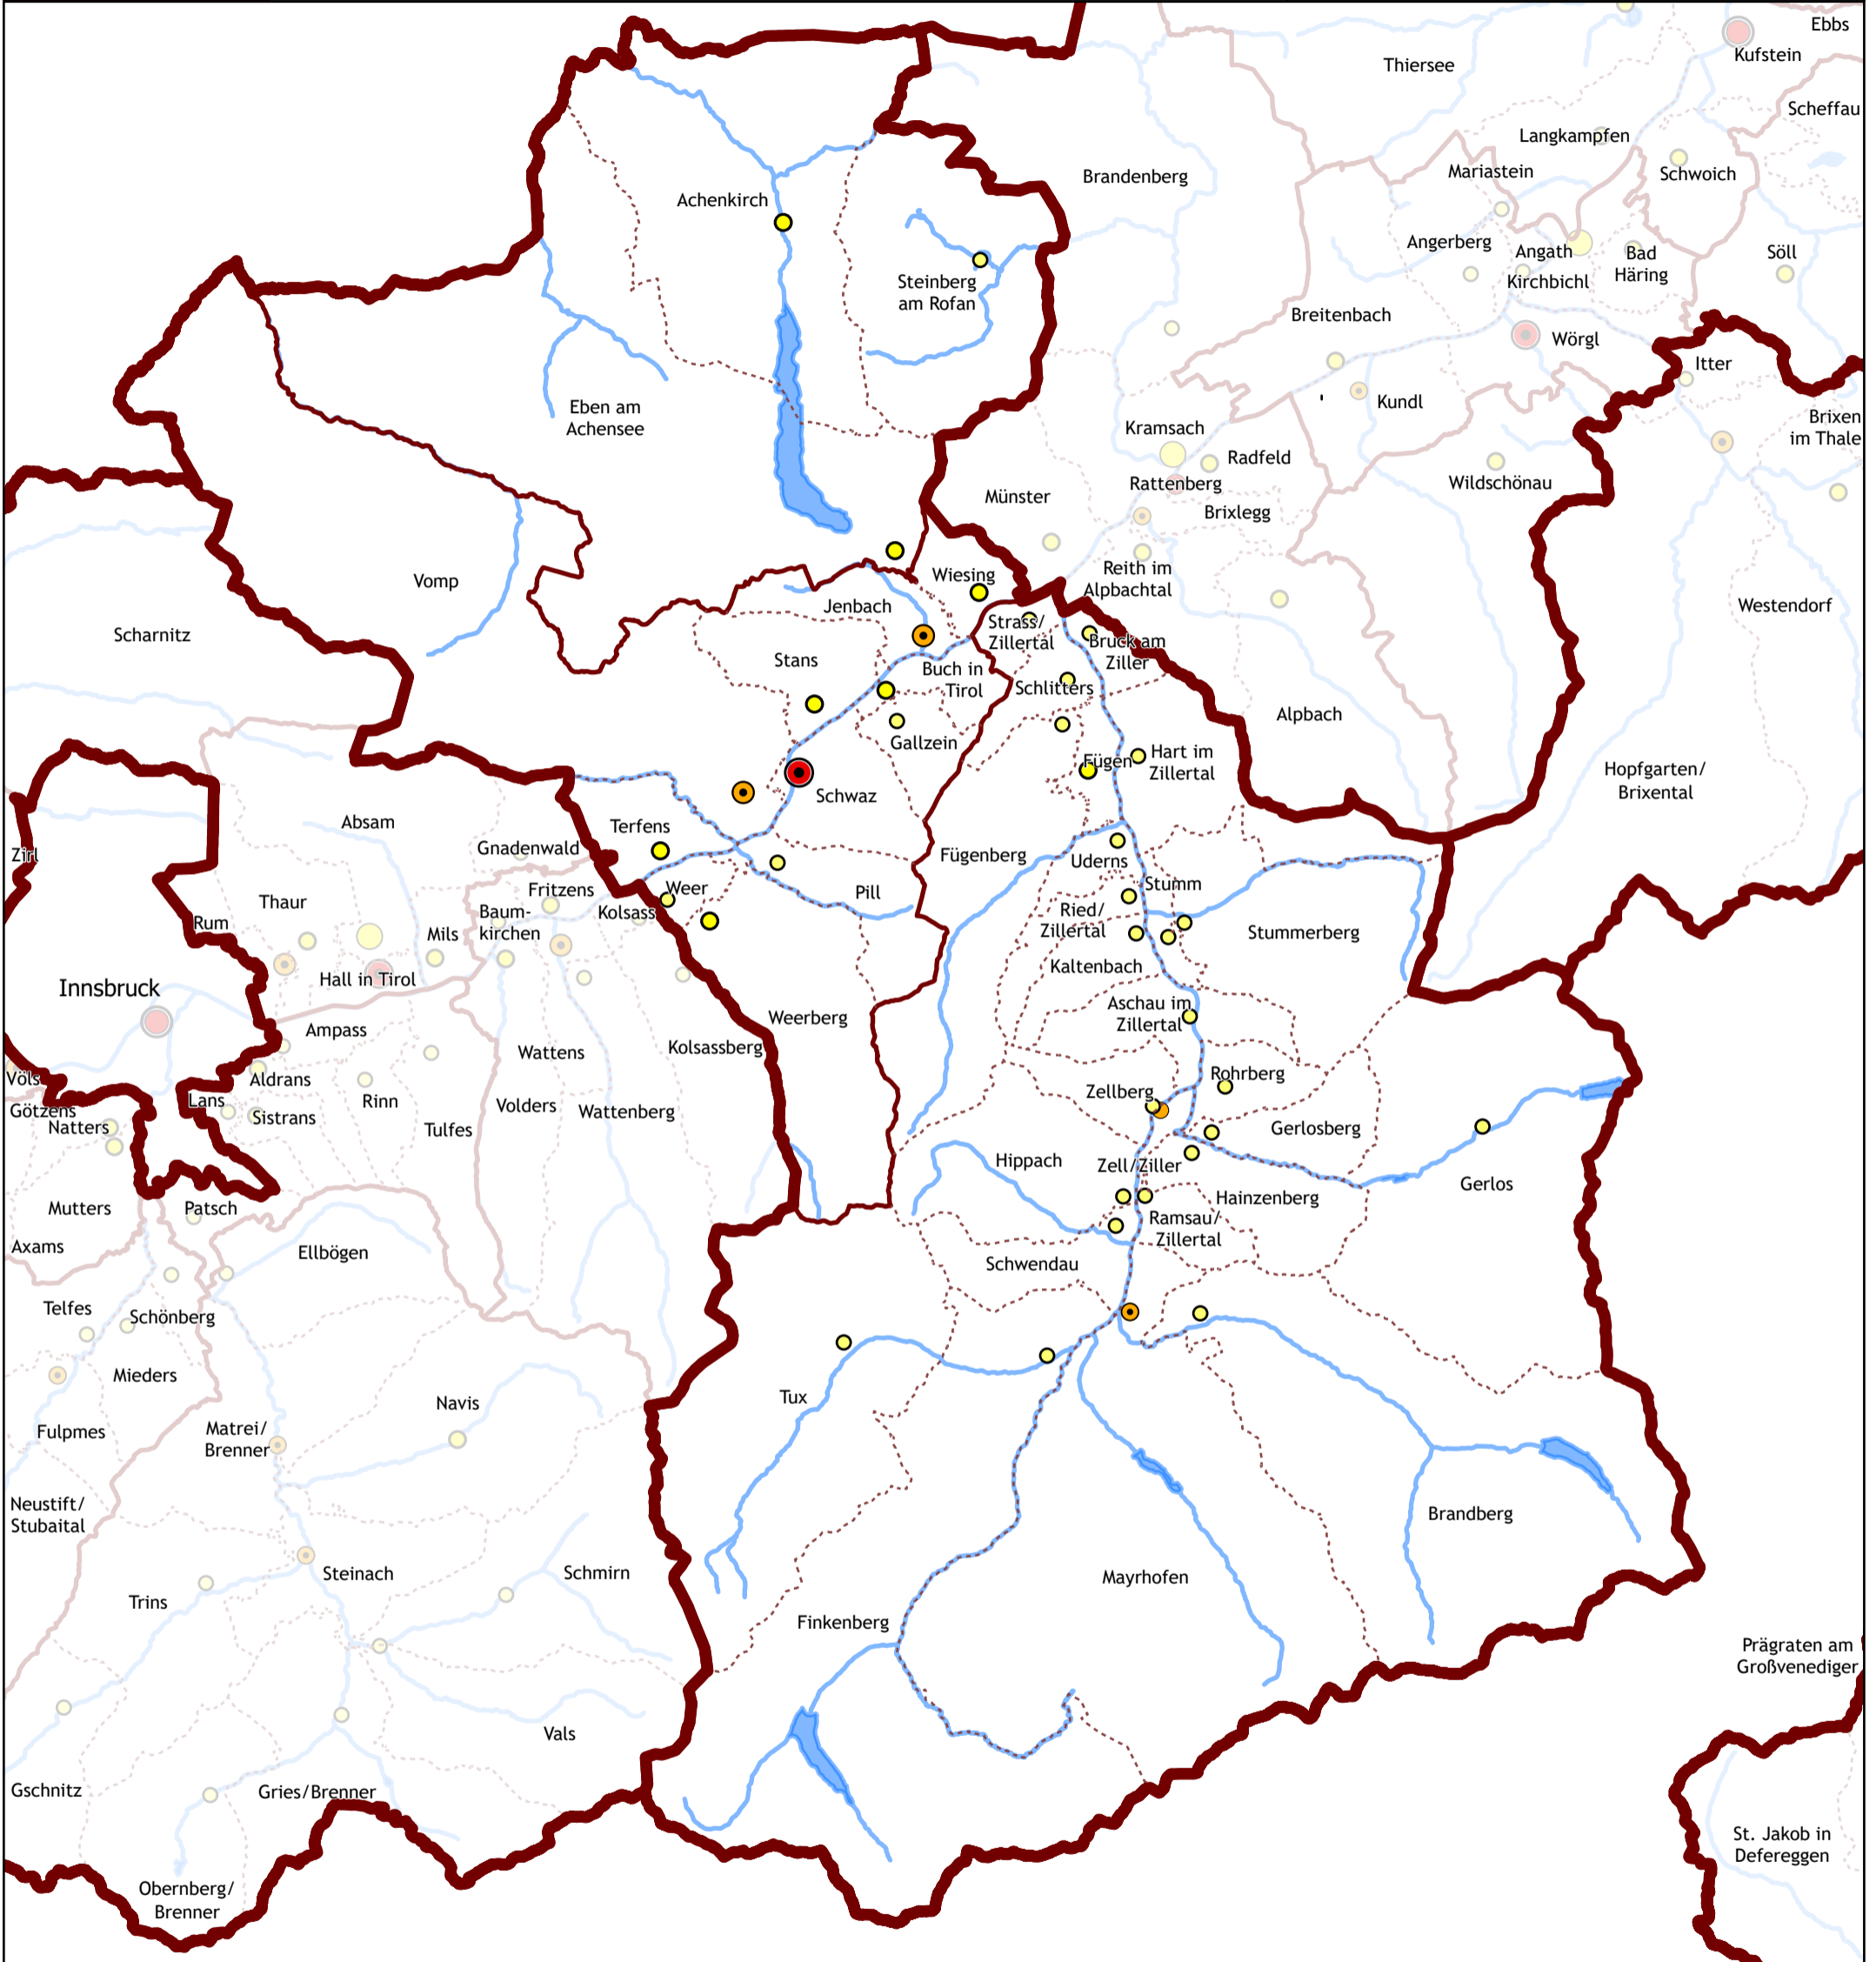 Ebbs
Kufstein
Thiersee
Scheffau
Langkampfen
Mariastein
Schwoich
Brandenberg
Achenkirch
Angerberg
Angath
Bad
Häring
Söll
Kirchbichl
Steinberg
am Rofan
Breitenbach
Wörgl
Itter
Kundl
Eben am
Achensee
Brixen
im Thale
Kramsach
Radfeld
Rattenberg
Wildschönau
Münster
Brixlegg
Vomp
Wiesing
Reith im
Alpbachtal
Jenbach
Westendorf
Scharnitz
Strass/
Zillertal
Bruck am
Ziller
Stans
Buch in
Tirol
Schlitters
Alpbach
Gallzein
Fügen
Hart im
Zillertal
Hopfgarten/
Brixental
Schwaz
Absam
Terfens
Gnadenwald
Zirl
Fügenberg
Uderns
Thaur
Fritzens
Weer
Pill
Stumm
Rum
Baum-
kirchen
Kolsass
Ried/
Zillertal
Mils
Stummerberg
Kaltenbach
Innsbruck
Hall in Tirol
Aschau im
Zillertal
Ampass
Weerberg
Wattens
Kolsassberg
Völs
Aldrans
Rohrberg
Götzens
Lans
Rinn
Zellberg
Natters
Sistrans
Volders
Wattenberg
Tulfes
Gerlosberg
Hippach
Zell/Ziller
Gerlos
Mutters
Patsch
Hainzenberg
Ramsau/
Zillertal
Axams
Ellbögen
Schwendau
Telfes
Schönberg
Mieders
Tux
Navis
Fulpmes
Matrei/
Brenner
Neustift/
Stubaital
Brandberg
Steinach
Schmirn
Mayrhofen
Trins
Finkenberg
Prägraten am
Großvenediger
Vals
Gschnitz
Gries/Brenner
St. Jakob in
Defereggen
Obernberg/
Brenner